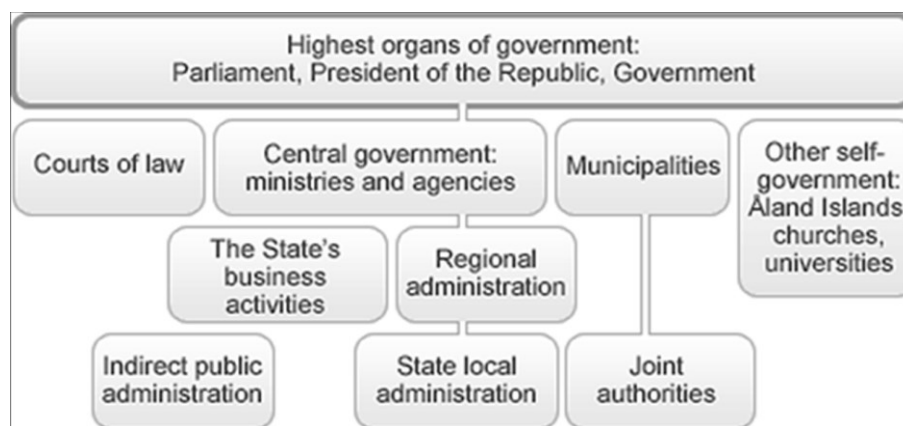 Highest organs of government:
Parliament, President of the Republic, Government
Courts of law
Central government:
ministries and agencies
Municipalities
Other self-
government:
Åland Islands,
churches,
universities
The State's
business
activities
Regional
administration
Indirect public
administration
State local
administration
Joint
authorities